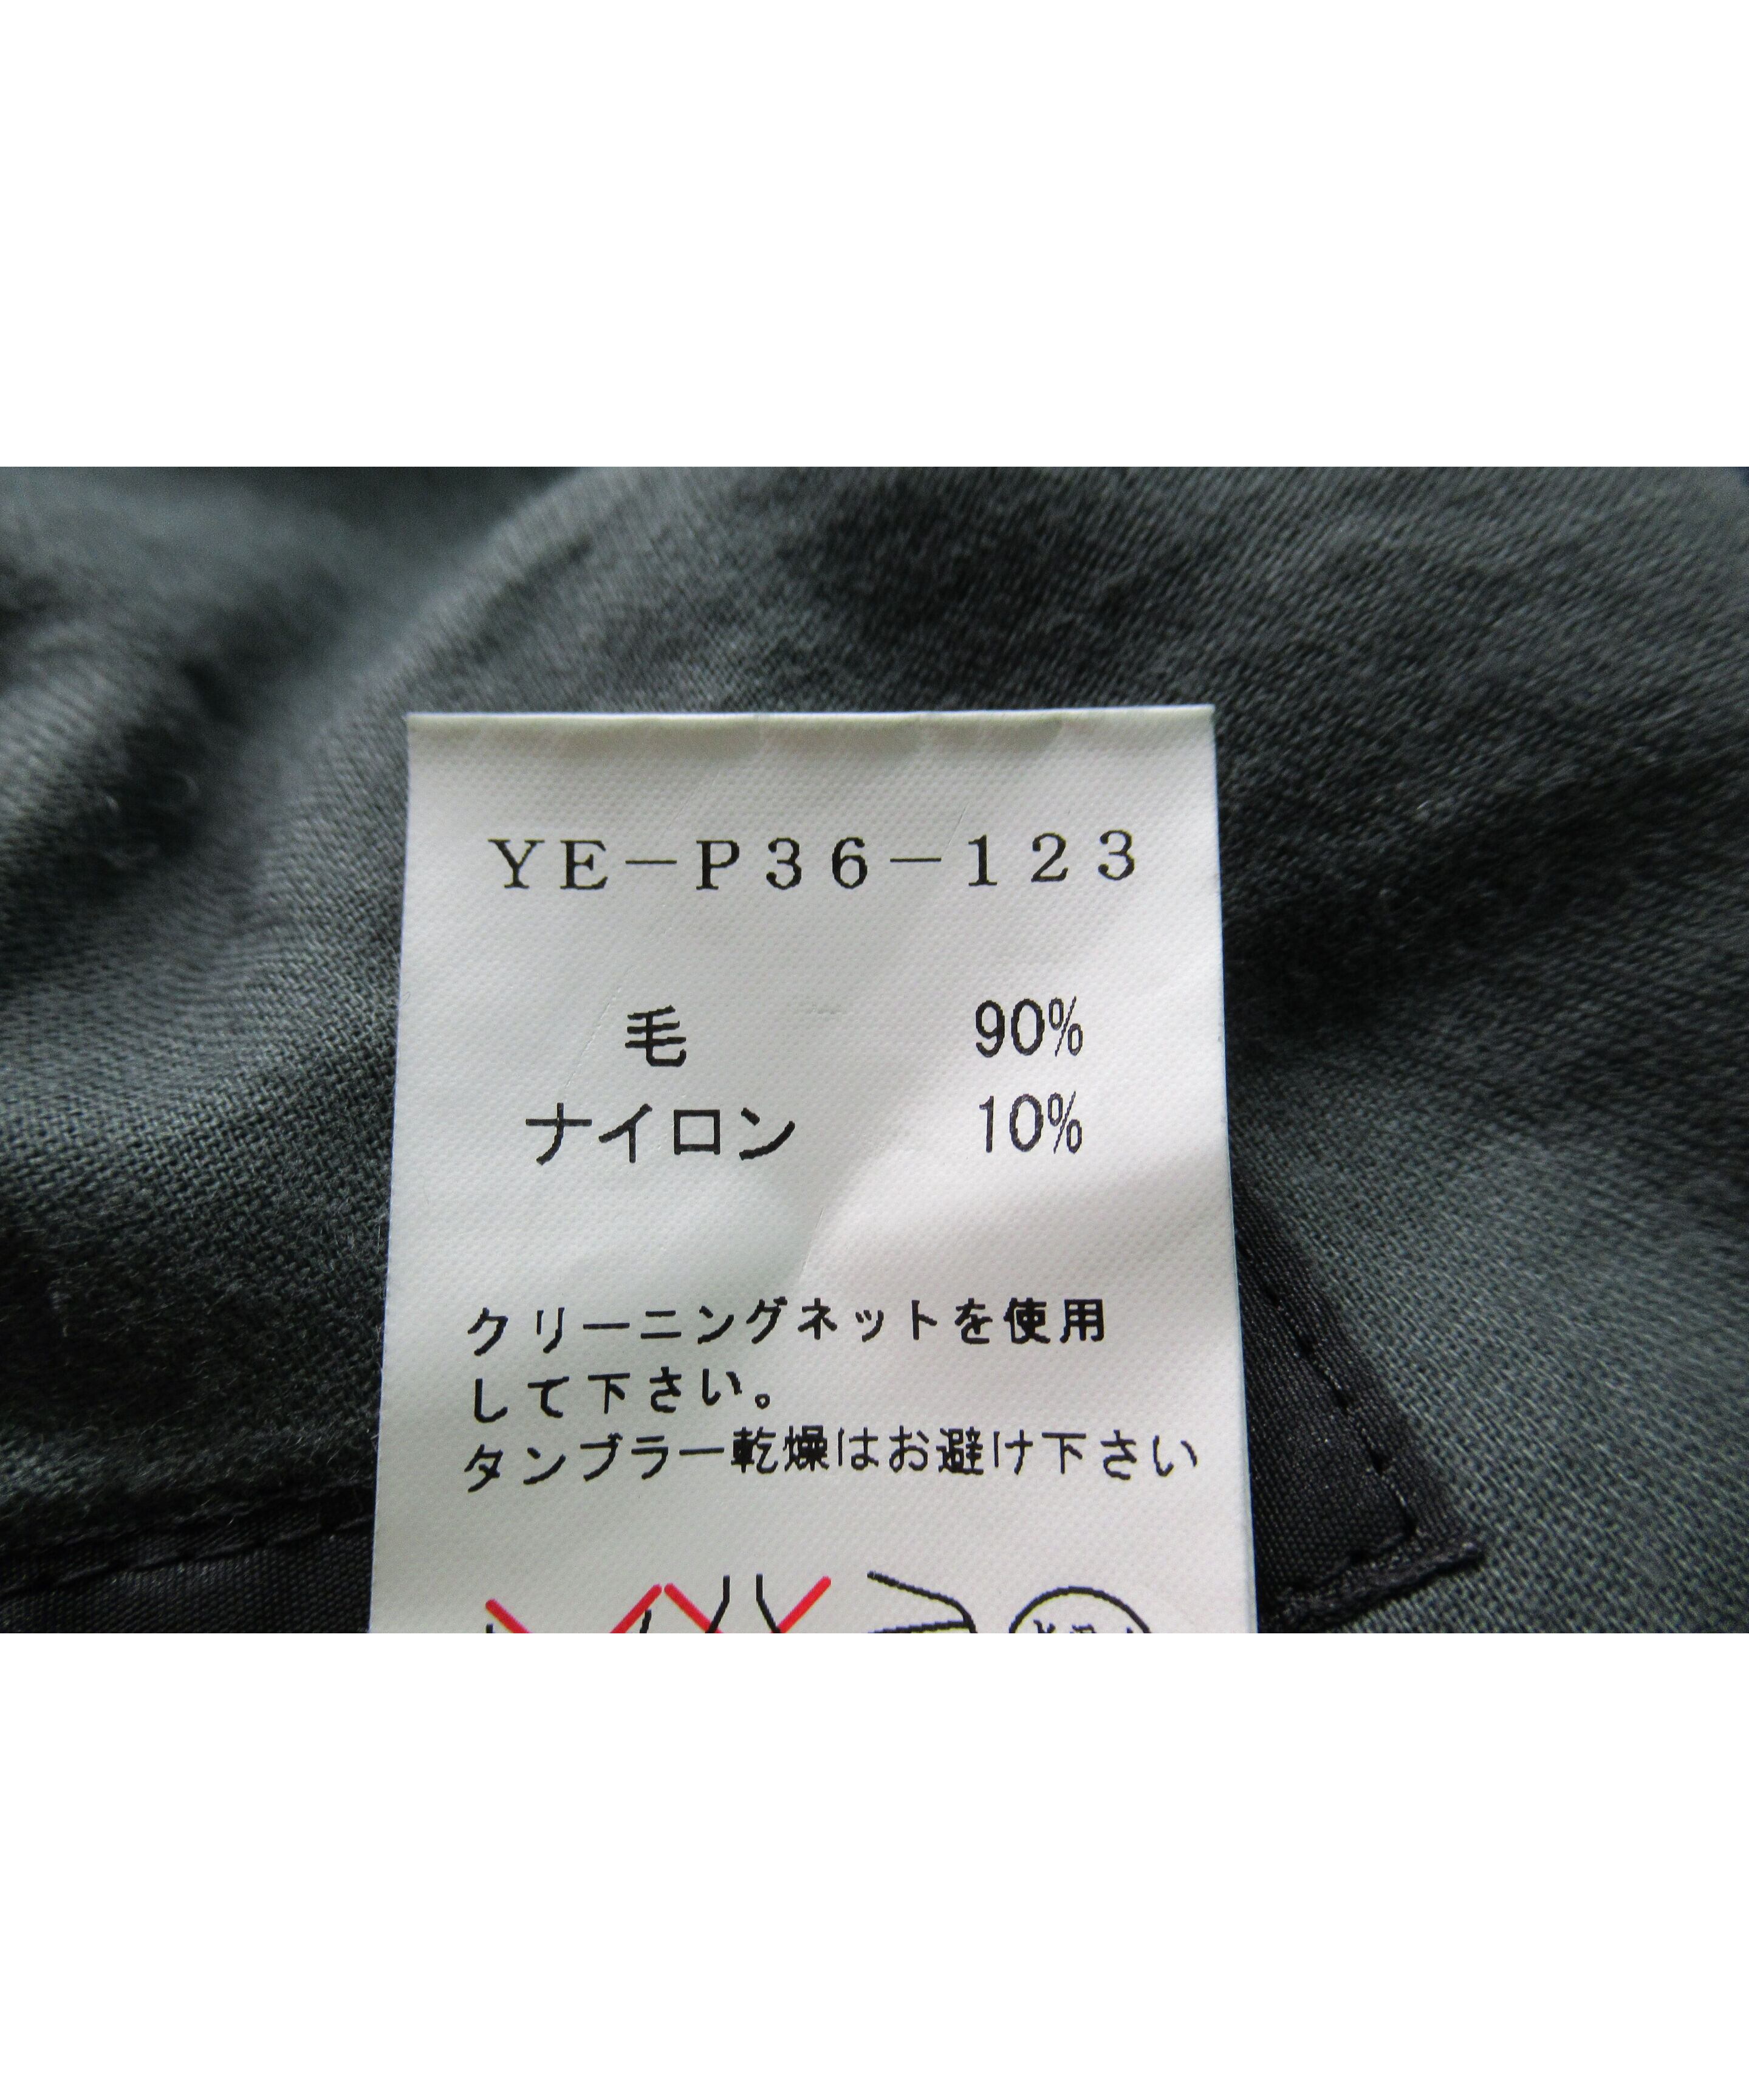 YE-P36-123
毛 90%
ナイロン 10%
クリーニングネットを使用
して下さい。
タンブラー乾燥はお避け下さい